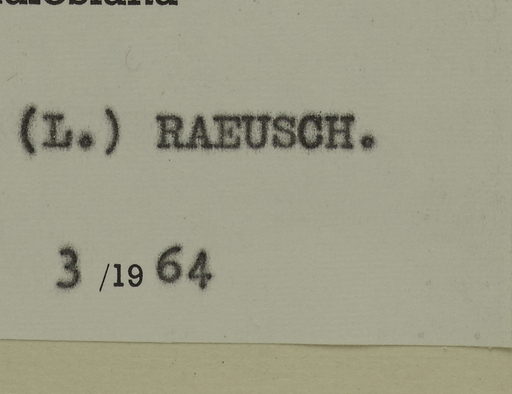 (L.) RAEUSCH.
3 /19 64